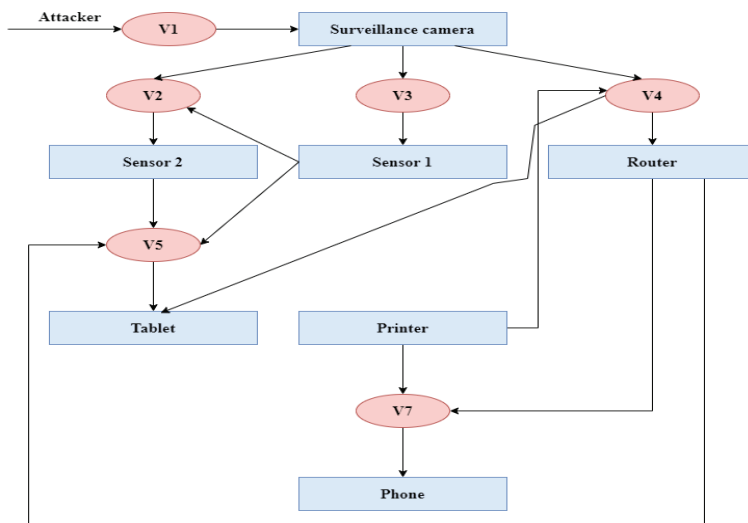 Attacker
V1
Surveillance camera
V2
V3
V4
Sensor 2
Sensor 1
Router
V5
Tablet
Printer
V7
Phone